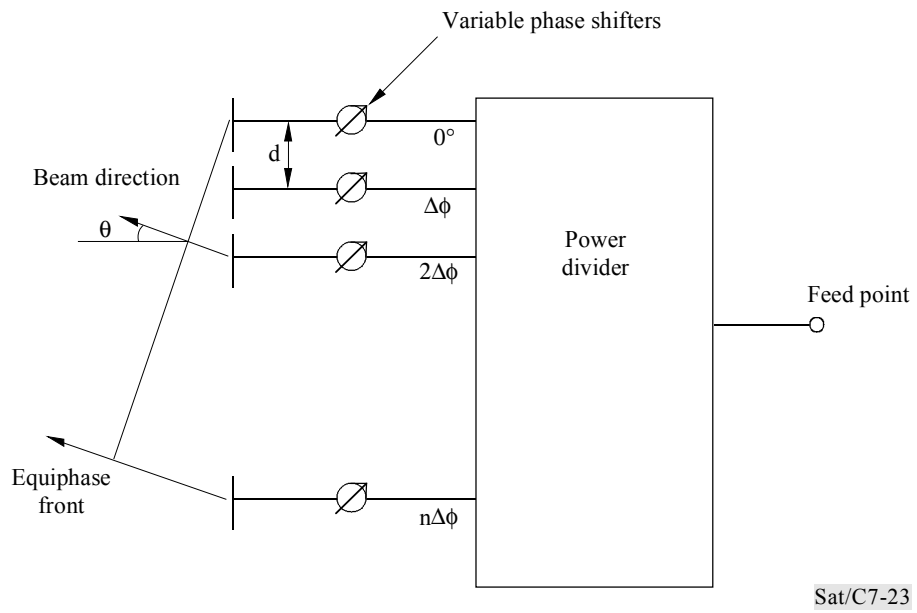 Variable phase shifters
0°
d
Beam direction
Δϕ
θ
2Δϕ
Power
divider
Feed point
Equiphase
front
nΔϕ
Sat/C7-23